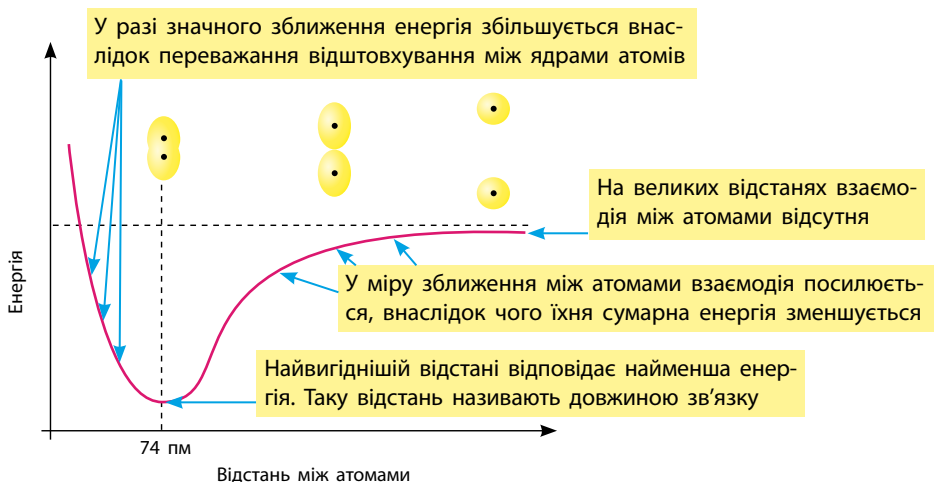 У разі значного зближення енергія збільшується внас-
лідок переважання відштовхування між ядрами атомів
На великих відстанях взаємо-
дія між атомами відсутня
Енергія
У міру зближення між атомами взаємодія посилюєть-
ся, внаслідок чого їхня сумарна енергія зменшується
Найвигіднішій відстані відповідає найменша енер-
гія. Таку відстань називають довжиною зв'язку
74 пм
Відстань між атомами